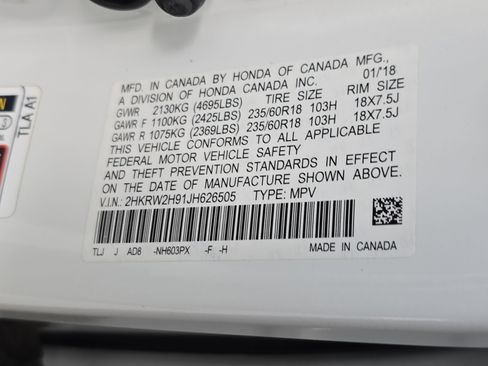 MFD. IN CANADA BY HONDA OF CANADA MFG.,
A DIVISION OF HONDA CANADA INC. 01/'18
GVWR 2130KG (4695LBS) TIRE SIZE RIM SIZE
GAWR F 1100KG (2425LBS) 235/60R18 103H 18X7.5J
GAWR R 1075KG (2369LBS) 235/60R18 103H 18X7.5J
THIS VEHICLE CONFORMS TO ALL APPLICABLE
FEDERAL MOTOR VEHICLE SAFETY
AND THEFT PREVENTION STANDARDS IN EFFECT
ON THE DATE OF MANUFACTURE SHOWN ABOVE.
V.I.N.: 2HKRW2H91JH626505 TYPE: MPV
TLJ J AD8 -NH603PX -F -H MADE IN CANADA
TLA A1